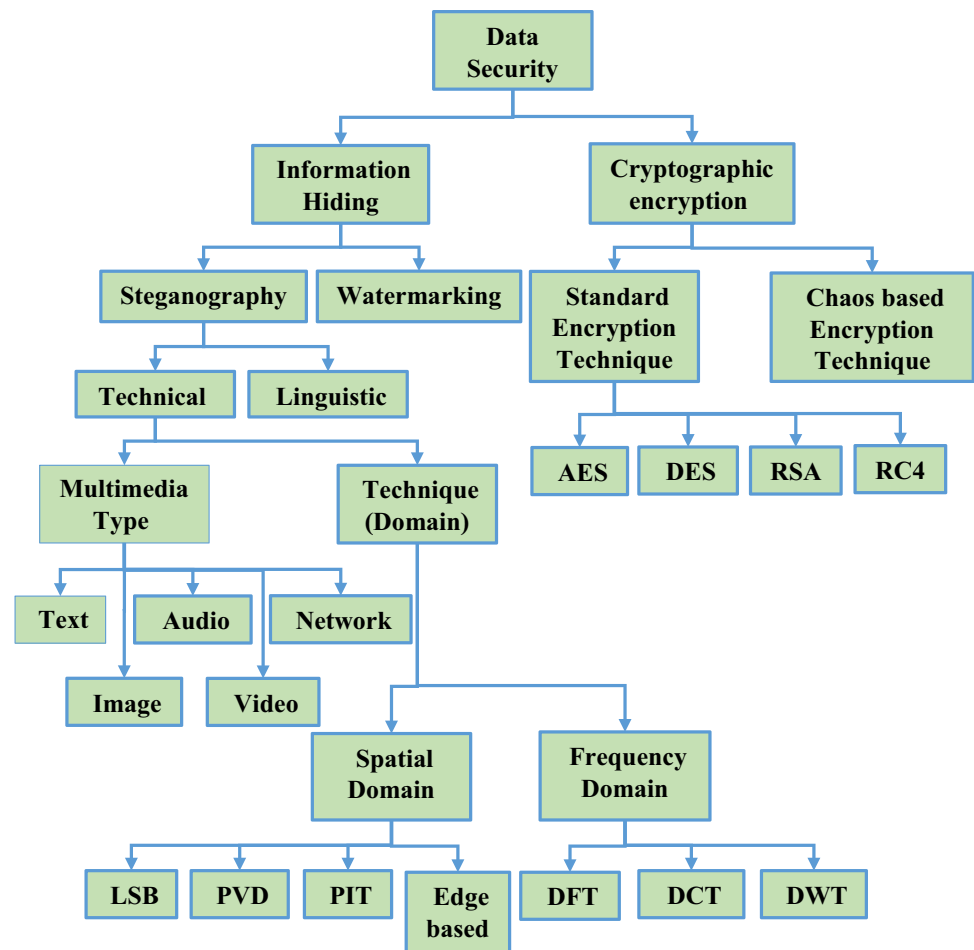 Data
Security
Information
Hiding
Cryptographic
encryption
Steganography
Watermarking
Standard
Encryption
Technique
Chaos based
Encryption
Technique
Technical
Linguistic
AES
DES
RSA
RC4
Multimedia
Type
Technique
(Domain)
Text
Audio
Network
Image
Video
Spatial
Domain
Frequency
Domain
LSB
PVD
PIT
Edge
based
DFT
DCT
DWT